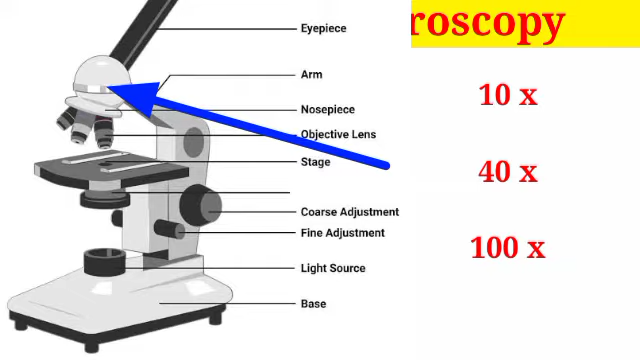 roscopy
Eyepiece
Arm
Nosepiece
Objective Lens
Stage
Coarse Adjustment
Fine Adjustment
Light Source
Base
10 x
40 x
100 x